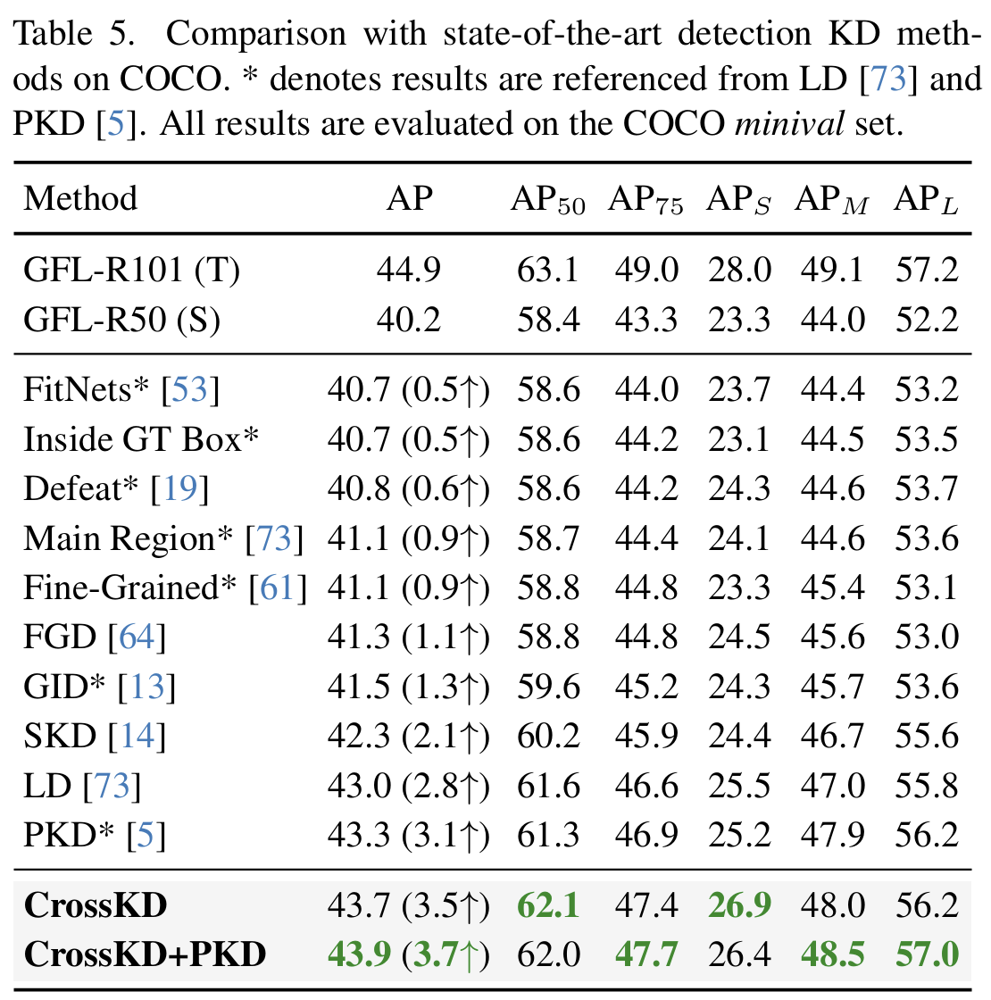 Table 5. Comparison with state-of-the-art detection KD meth-
ods on COCO. * denotes results are referenced from LD [73] and
PKD [5]. All results are evaluated on the COCO minival set.
Method AP AP50 AP75 APS APM APL
GFL-R101 (T) 44.9 63.1 49.0 28.0 49.1 57.2
GFL-R50 (S) 40.2 58.4 43.3 23.3 44.0 52.2
FitNets* [53] 40.7 (0.5↑) 58.6 44.0 23.7 44.4 53.2
Inside GT Box* 40.7 (0.5↑) 58.6 44.2 23.1 44.5 53.5
Defeat* [19] 40.8 (0.6↑) 58.6 44.2 24.3 44.6 53.7
Main Region* [73] 41.1 (0.9↑) 58.7 44.4 24.1 44.6 53.6
Fine-Grained* [61] 41.1 (0.9↑) 58.8 44.8 23.3 45.4 53.1
FGD [64] 41.3 (1.1↑) 58.8 44.8 24.5 45.6 53.0
GID* [13] 41.5 (1.3↑) 59.6 45.2 24.3 45.7 53.6
SKD [14] 42.3 (2.1↑) 60.2 45.9 24.4 46.7 55.6
LD [73] 43.0 (2.8↑) 61.6 46.6 25.5 47.0 55.8
PKD* [5] 43.3 (3.1↑) 61.3 46.9 25.2 47.9 56.2
CrossKD 43.7 (3.5↑) 62.1 47.4 26.9 48.0 56.2
CrossKD+PKD 43.9 (3.7↑) 62.0 47.7 26.4 48.5 57.0